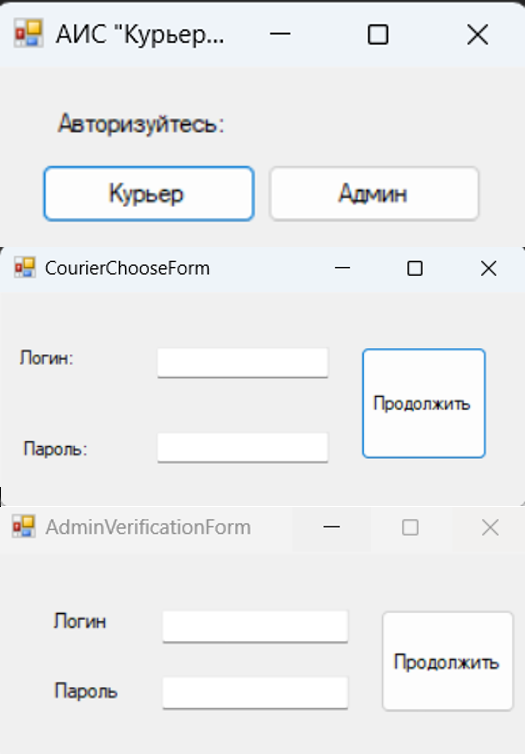 АИС "Курьер...
Авторизуйтесь:
Курьер Админ
CourierChooseForm
Логин:
Продолжить
Пароль:
AdminVerificationForm
Логин
Продолжить
Пароль